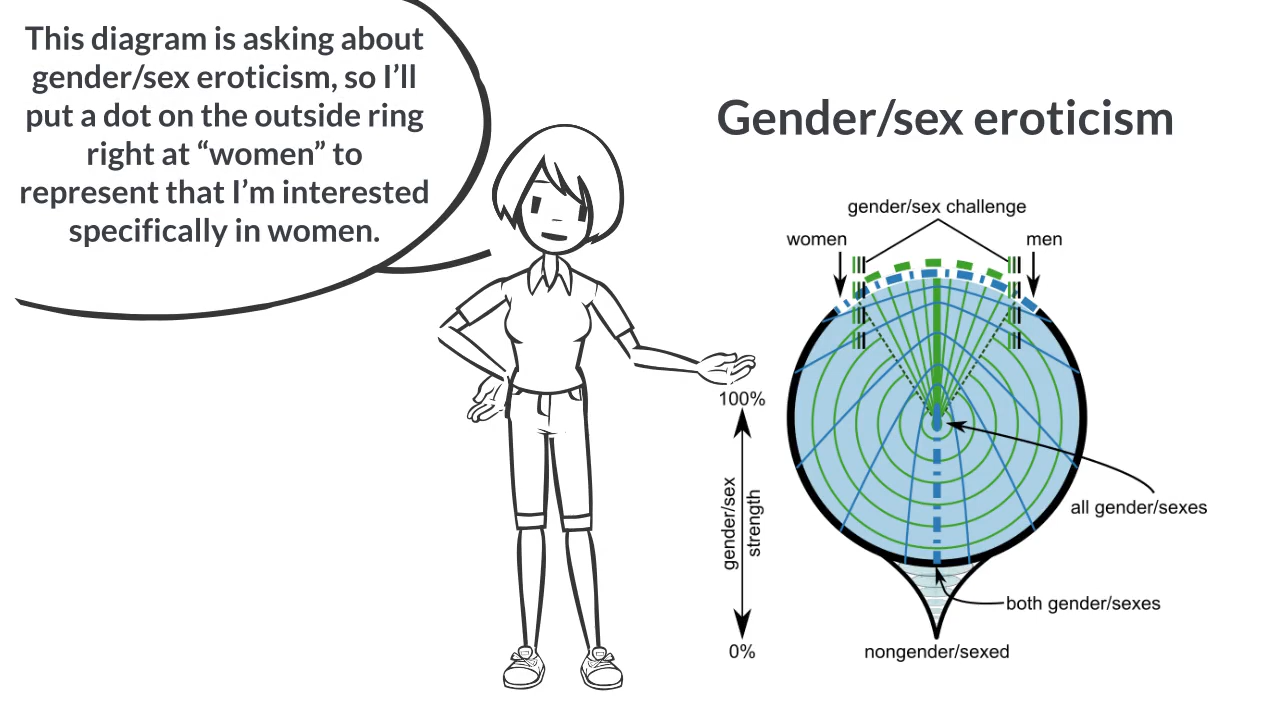 This diagram is asking about
gender/sex eroticism, so I’ll
put a dot on the outside ring
right at “women” to
represent that I’m interested
specifically in women.
Gender/sex eroticism
gender/sex challenge
women
men
100%
gender/sex
strength
0%
all gender/sexes
both gender/sexes
nongender/sexed